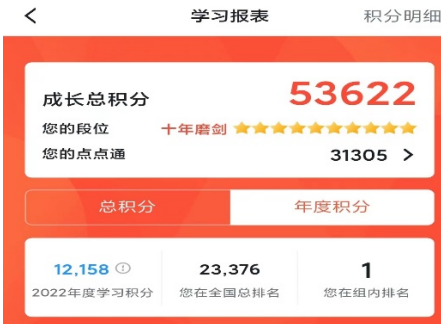 学习报表 积分明细
成长总积分 53622
您的段位 十年磨剑
您的点点通 31305 >
总积分 年度积分
12,158 23,376 1
2022年度学习积分 您在全国总排名 您在组内排名